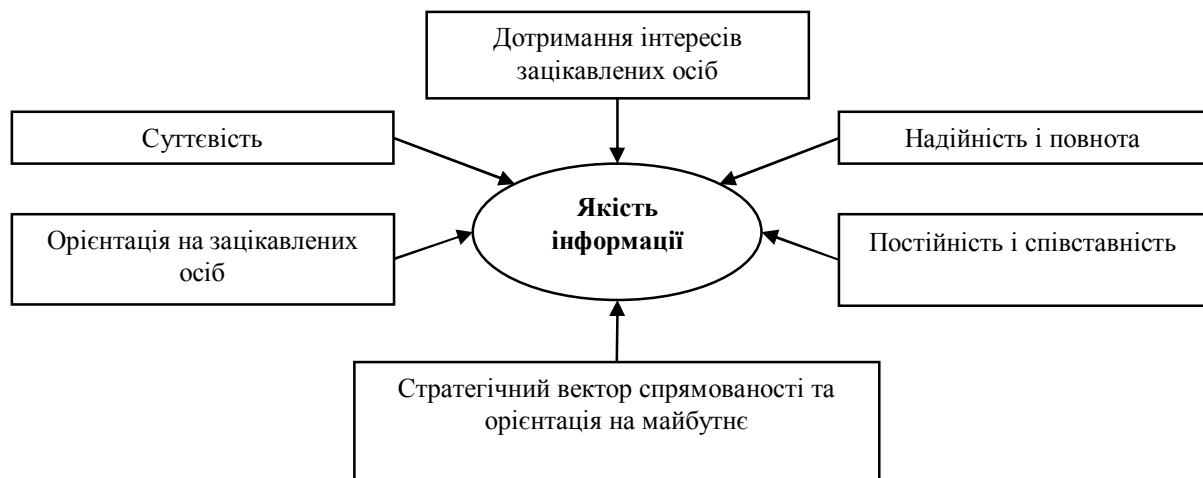 Дотримання інтересів
зацікавлених осіб
Суттєвість
Надійність і повнота
Якість
інформації
Орієнтація на зацікавлених
осіб
Постійність і співставність
Стратегічний вектор спрямованості та
орієнтація на майбутнє